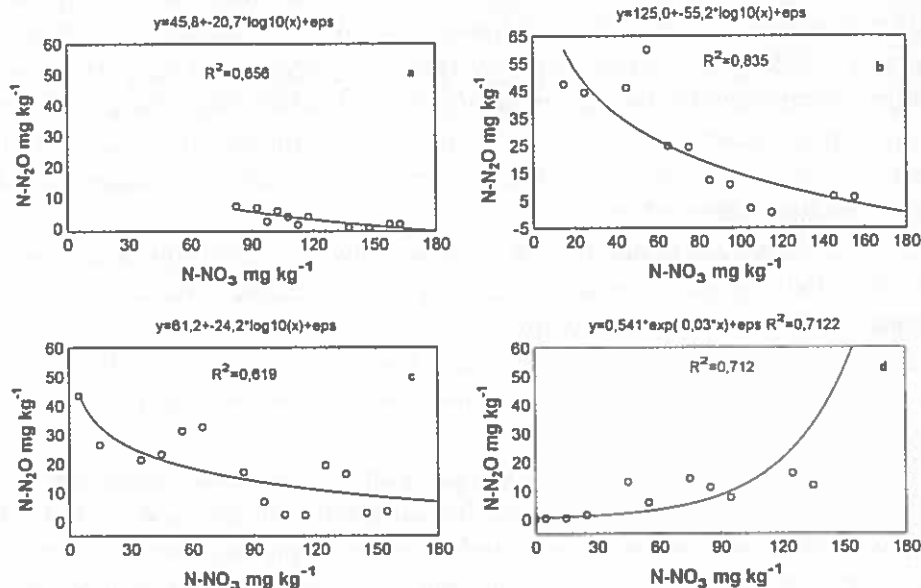 y=45,8+-20,7*log10(x)+eps
60
50
40
30
20
10
0
R²=0,656
a
N-N₂O mg kg⁻¹
0 30 60 90 120 150 180
N-NO₃ mg kg⁻¹
y=125,0+-55,2*log10(x)+eps
65
55
45
35
25
15
5
-5
R²=0,835
b
N-N₂O mg kg⁻¹
0 20 40 60 80 100 120 140 160 180
N-NO₃ mg kg⁻¹
y=61,2+-24,2*log10(x)+eps
60
50
40
30
20
10
0
R²=0,619
c
N-N₂O mg kg⁻¹
0 30 60 90 120 150 180
N-NO₃ mg kg⁻¹
y=0,541*exp( 0,03*x)+eps R²=0,7122
60
50
40
30
20
10
0
R²=0,712
d
N-N₂O mg kg⁻¹
0 30 60 90 120 150 180
N-NO₃ mg kg⁻¹